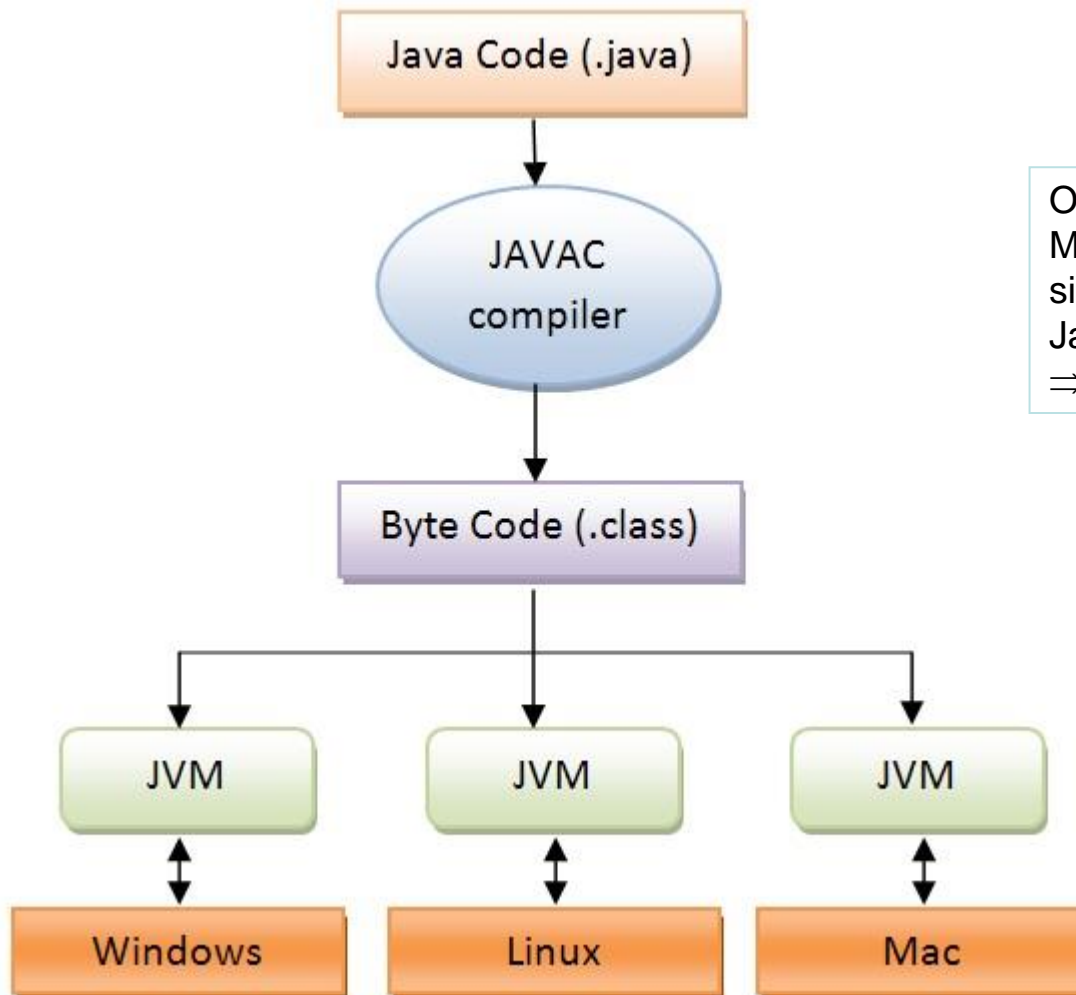 Java Code (.java)
JAVAC
compiler
Byte Code (.class)
JVM
JVM
JVM
Windows
Linux
Mac
⇒